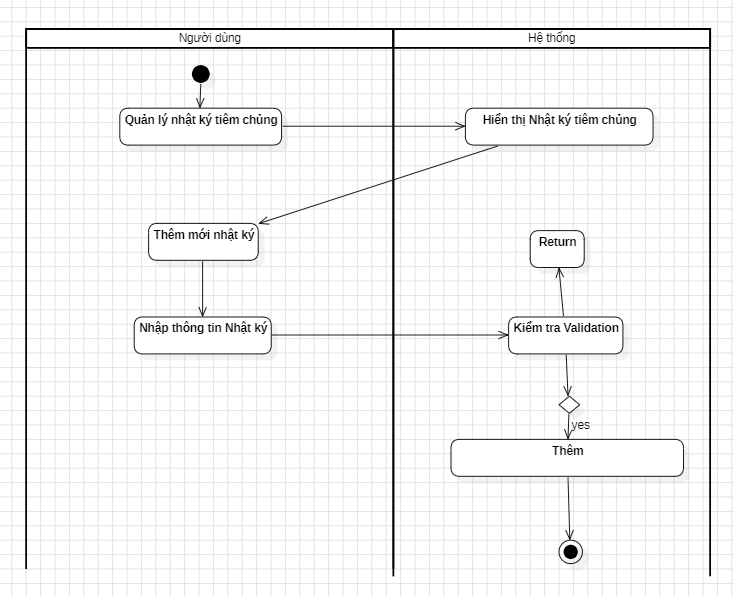 Người dùng
Hệ thống
Quản lý nhật ký tiêm chủng
Hiển thị Nhật ký tiêm chủng
Thêm mới nhật ký
Return
Nhập thông tin Nhật ký
Kiểm tra Validation
yes
Thêm